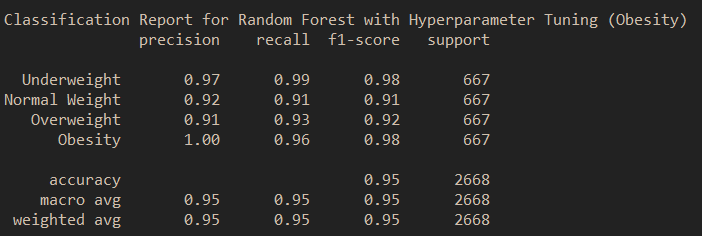 Classification Report for Random Forest with Hyperparameter Tuning (Obesity)
precision recall f1-score support
Underweight 0.97 0.99 0.98 667
Normal Weight 0.92 0.91 0.91 667
Overweight 0.91 0.93 0.92 667
Obesity 1.00 0.96 0.98 667
accuracy 0.95 2668
macro avg 0.95 0.95 0.95 2668
weighted avg 0.95 0.95 0.95 2668